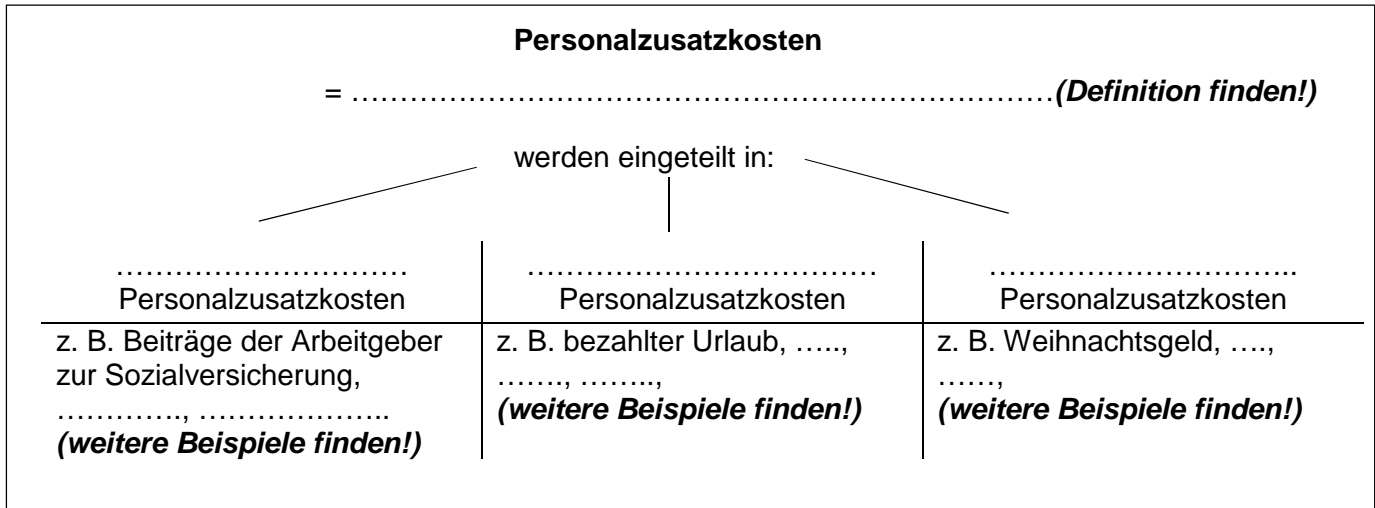 Personalzusatzkosten
= ………………………………………………………………(Definition finden!)
werden eingeteilt in:
…………………………
Personalzusatzkosten
z. B. Beiträge der Arbeitgeber
zur Sozialversicherung,
…………., ………………..
(weitere Beispiele finden!)
………………………………
Personalzusatzkosten
z. B. bezahlter Urlaub, …..,
……., ……..,
(weitere Beispiele finden!)
………………………...
Personalzusatzkosten
z. B. Weihnachtsgeld, ….,
……,
(weitere Beispiele finden!)